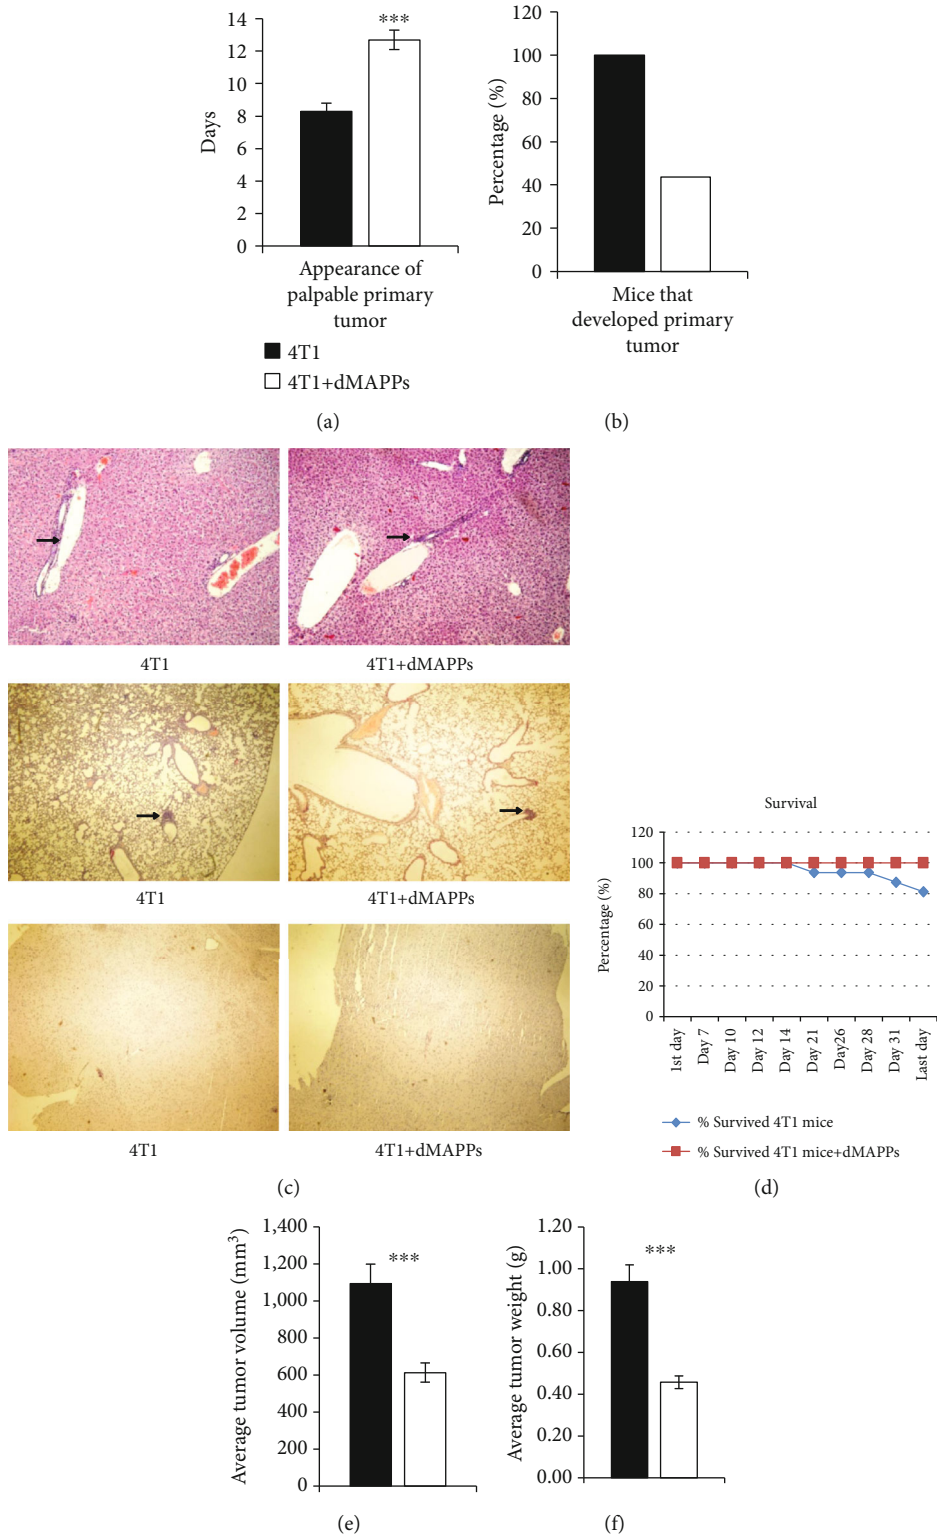 14
12
10
8
6
4
2
0
Days
***
Appearance of
palpable primary
tumor
4T1
4T1+dMAPPs
(a)
120
100
80
60
40
20
0
Percentage (%)
Mice that
developed primary
tumor
(b)
4T1
4T1+dMAPPs
4T1
4T1+dMAPPs
4T1
4T1+dMAPPs
(c)
Survival
120
100
80
60
40
20
0
Percentage (%)
1st day
Day 7
Day 10
Day 12
Day 14
Day 21
Day26
Day 28
Day 31
Last day
% Survived 4T1 mice
% Survived 4T1 mice+dMAPPs
(d)
1,400
1,200
1,000
800
600
400
200
0
Average tumor volume (mm³)
***
(e)
1.20
1.00
0.80
0.60
0.40
0.20
0.00
Average tumor weight (g)
***
(f)